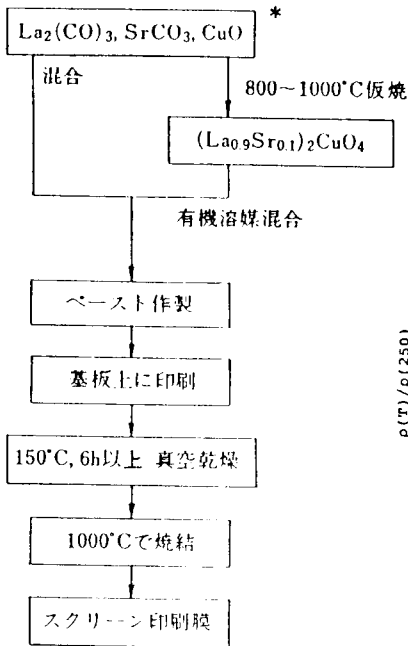 La₂(CO)₃, SrCO₃, CuO
*
混合
800~1000°C仮焼
(La₀.₉Sr₀.₁)₂CuO₄
有機溶媒混合
ペースト作製
基板上に印刷
150°C, 6h以上 真空乾燥
1000°Cで焼結
スクリーン印刷膜
ρ(T)/ρ(250)